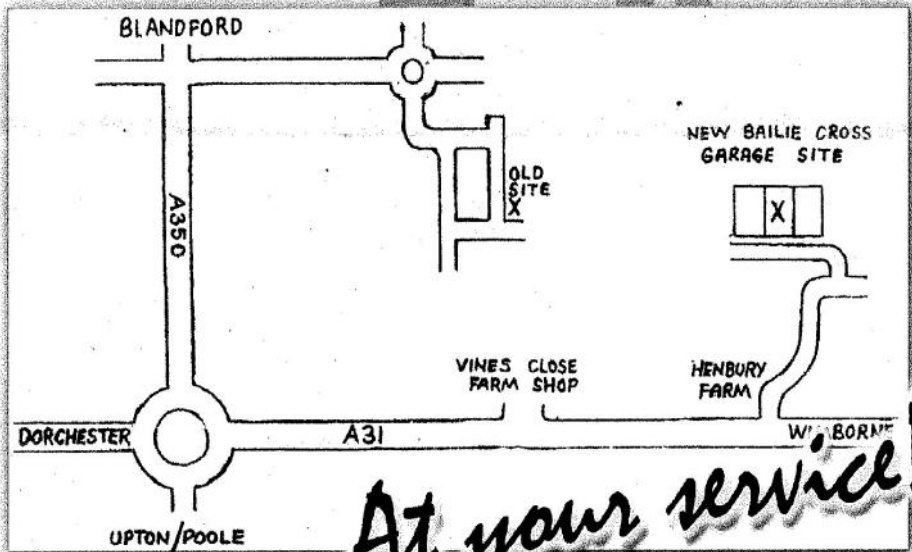 BLANDFORD
NEW BAILIE CROSS
GARAGE SITE
X
OLD
SITE
X
A350
VINES CLOSE
FARM SHOP
HENBURY
FARM
DORCHESTER
A31
WIMBORNE
At your service
UPTON/POOLE